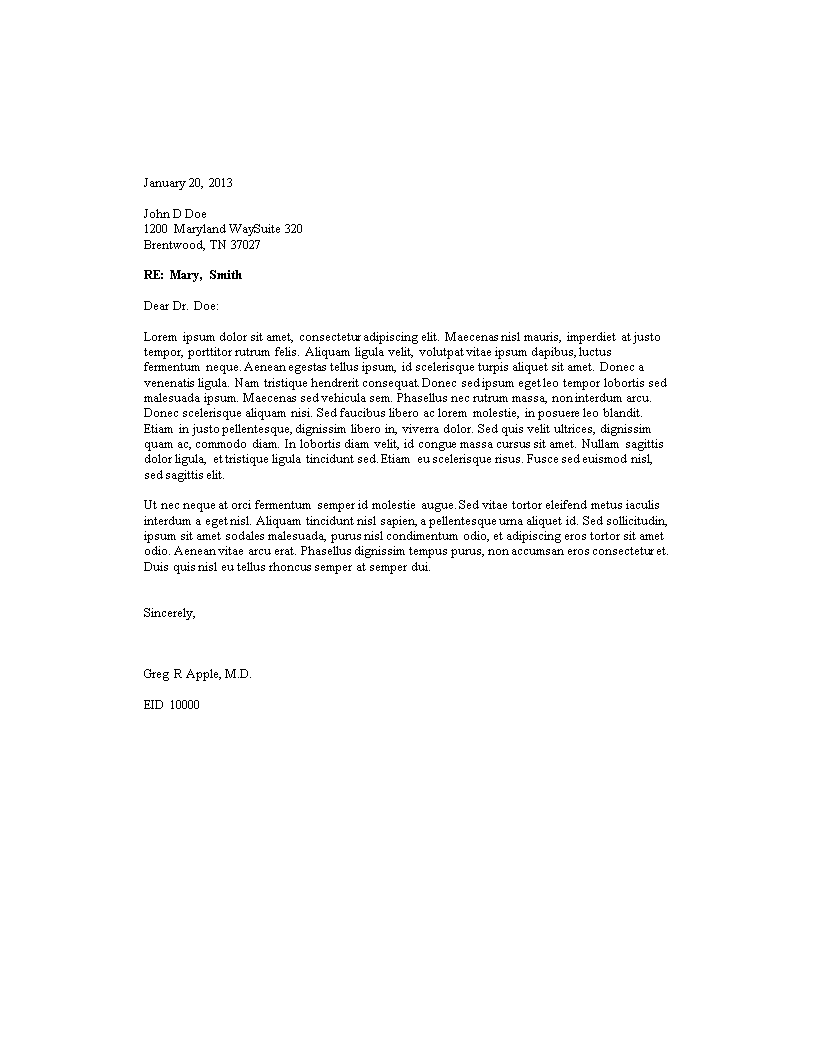 January 20, 2013
John D Doe
1200 Maryland WaySuite 320
Brentwood, TN 37027
RE: Mary, Smith
Dear Dr. Doe:
Lorem ipsum dolor sit amet, consectetur adipiscing elit. Maecenas nisl mauris, imperdiet at justo
tempor, porttitor rutrum felis. Aliquam ligula velit, volutpat vitae ipsum dapibus, luctus
fermentum neque. Aenean egestas tellus ipsum, id scelerisque turpis aliquet sit amet. Donec a
venenatis ligula. Nam tristique hendrerit consequat. Donec sed ipsum eget leo tempor lobortis sed
malesuada ipsum. Maecenas sed vehicula sem. Phasellus nec rutrum massa, non interdum arcu.
Donec scelerisque aliquam nisi. Sed faucibus libero ac lorem molestie, in posuere leo blandit.
Etiam in justo pellentesque, dignissim libero in, viverra dolor. Sed quis velit ultrices, dignissim
quam ac, commodo diam. In lobortis diam velit, id congue massa cursus sit amet. Nullam sagittis
dolor ligula, et tristique ligula tincidunt sed. Etiam eu scelerisque risus. Fusce sed euismod nisl,
sed sagittis elit.
Ut nec neque at orci fermentum semper id molestie augue. Sed vitae tortor eleifend metus iaculis
interdum a eget nisl. Aliquam tincidunt nisl sapien, a pellentesque urna aliquet id. Sed sollicitudin,
ipsum sit amet sodales malesuada, purus nisl condimentum odio, et adipiscing eros tortor sit amet
odio. Aenean vitae arcu erat. Phasellus dignissim tempus purus, non accumsan eros consectetur et.
Duis quis nisl eu tellus rhoncus semper at semper dui.
Sincerely,
Greg R Apple, M.D.
EID 10000